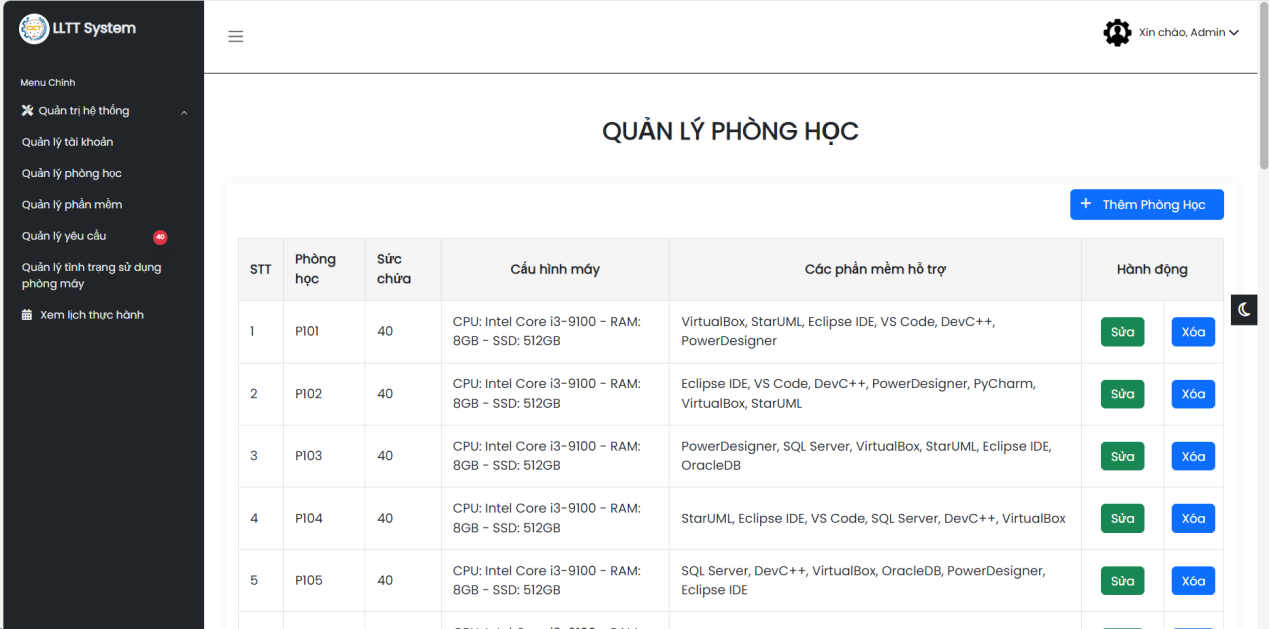 LLTT System
Xin chào, Admin
Menu Chính
Quản trị hệ thống
Quản lý tài khoản
Quản lý phòng học
Quản lý phần mềm
Quản lý yêu cầu 40
Quản lý tình trạng sử dụng
phòng máy
Xem lịch thực hành
QUẢN LÝ PHÒNG HỌC
+ Thêm Phòng Học
STT
Phòng
học
Sức
chứa
Cấu hình máy
Các phần mềm hỗ trợ
Hành động
1
P101
40
CPU: Intel Core i3-9100 - RAM:
8GB - SSD: 512GB
VirtualBox, StarUML, Eclipse IDE, VS Code, DevC++,
PowerDesigner
Sửa
Xóa
2
P102
40
CPU: Intel Core i3-9100 - RAM:
8GB - SSD: 512GB
Eclipse IDE, VS Code, DevC++, PowerDesigner, PyCharm,
VirtualBox, StarUML
Sửa
Xóa
3
P103
40
CPU: Intel Core i3-9100 - RAM:
8GB - SSD: 512GB
PowerDesigner, SQL Server, VirtualBox, StarUML, Eclipse IDE,
OracleDB
Sửa
Xóa
4
P104
40
CPU: Intel Core i3-9100 - RAM:
8GB - SSD: 512GB
StarUML, Eclipse IDE, VS Code, SQL Server, DevC++, VirtualBox
Sửa
Xóa
5
P105
40
CPU: Intel Core i3-9100 - RAM:
8GB - SSD: 512GB
SQL Server, DevC++, VirtualBox, OracleDB, PowerDesigner,
Eclipse IDE
Sửa
Xóa